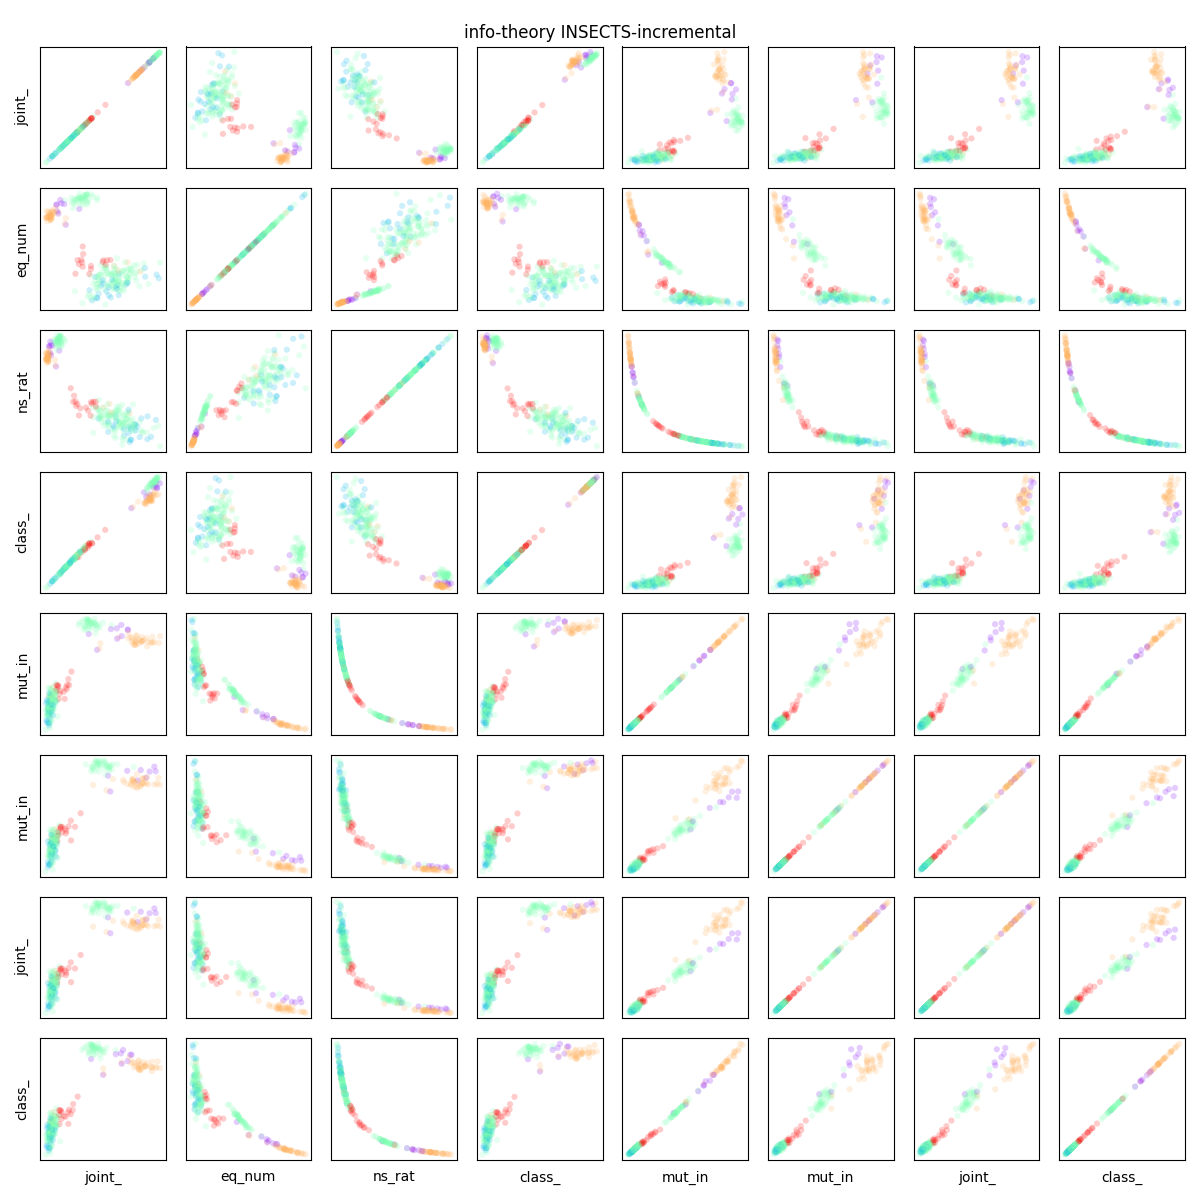 info-theory INSECTS-incremental
joint_
eq_num
ns_rat
class_
mut_in
mut_in
joint_
class_
joint_ eq_num ns_rat class_ mut_in mut_in joint_ class_